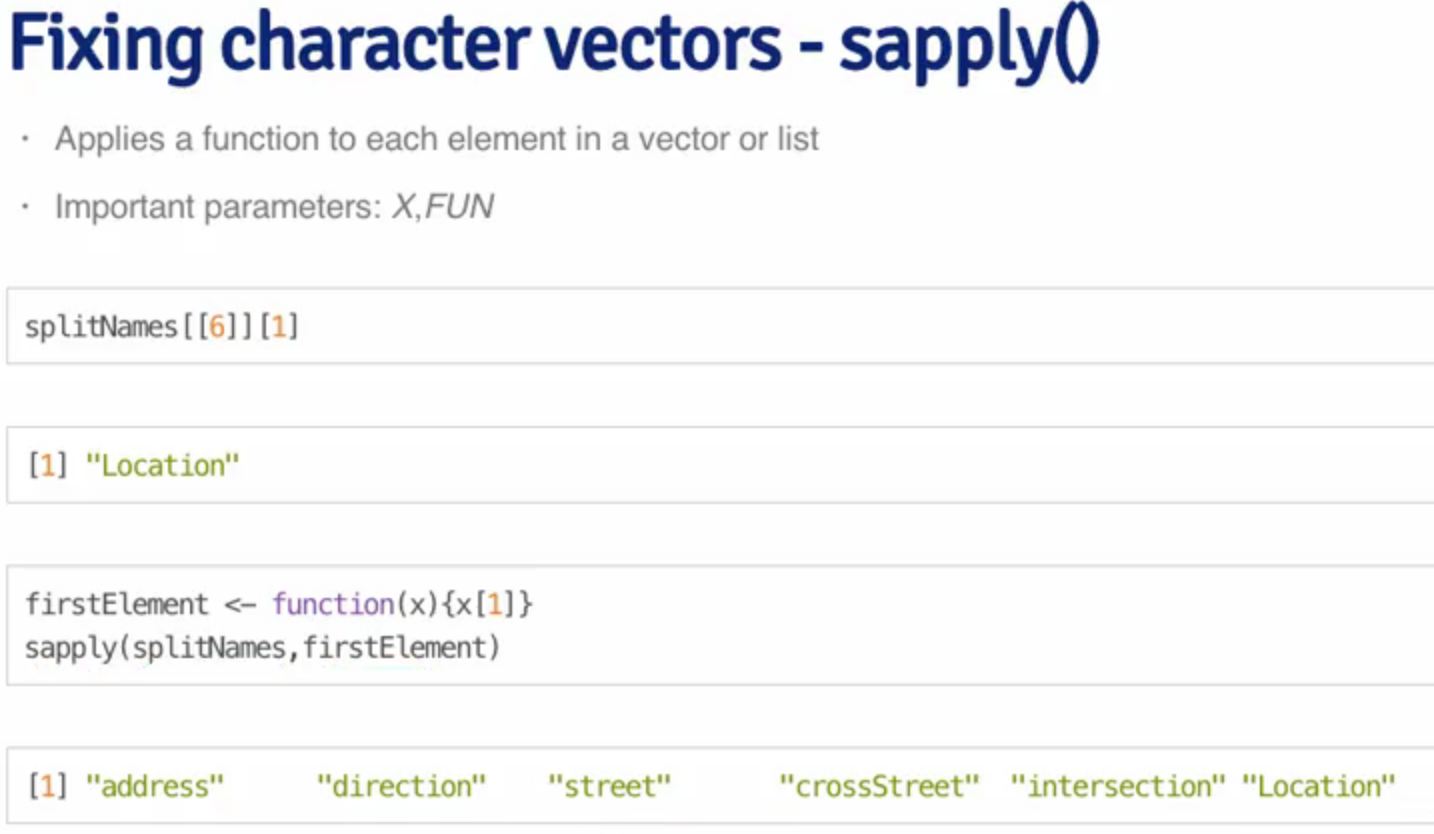 Fixing character vectors - sapply()
· Applies a function to each element in a vector or list
· Important parameters: X,FUN
splitNames[[6]][1]
[1] "Location"
firstElement <- function(x){x[1]}
sapply(splitNames,firstElement)
[1] "address" "direction" "street" "crossStreet" "intersection" "Location"